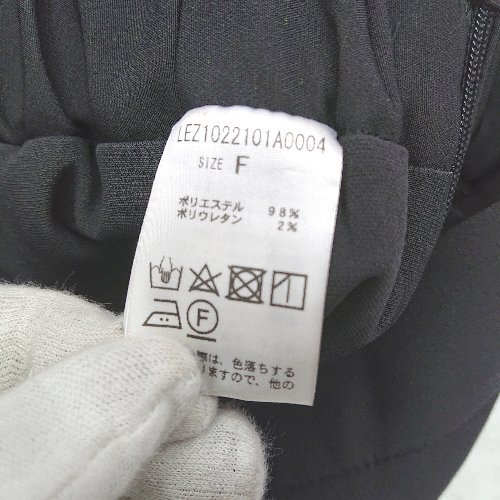 LEZ1022101A0004
SIZE F
ポリエステル 98%
ポリウレタン 2%
F
際は、色落ちする
りますので、他の